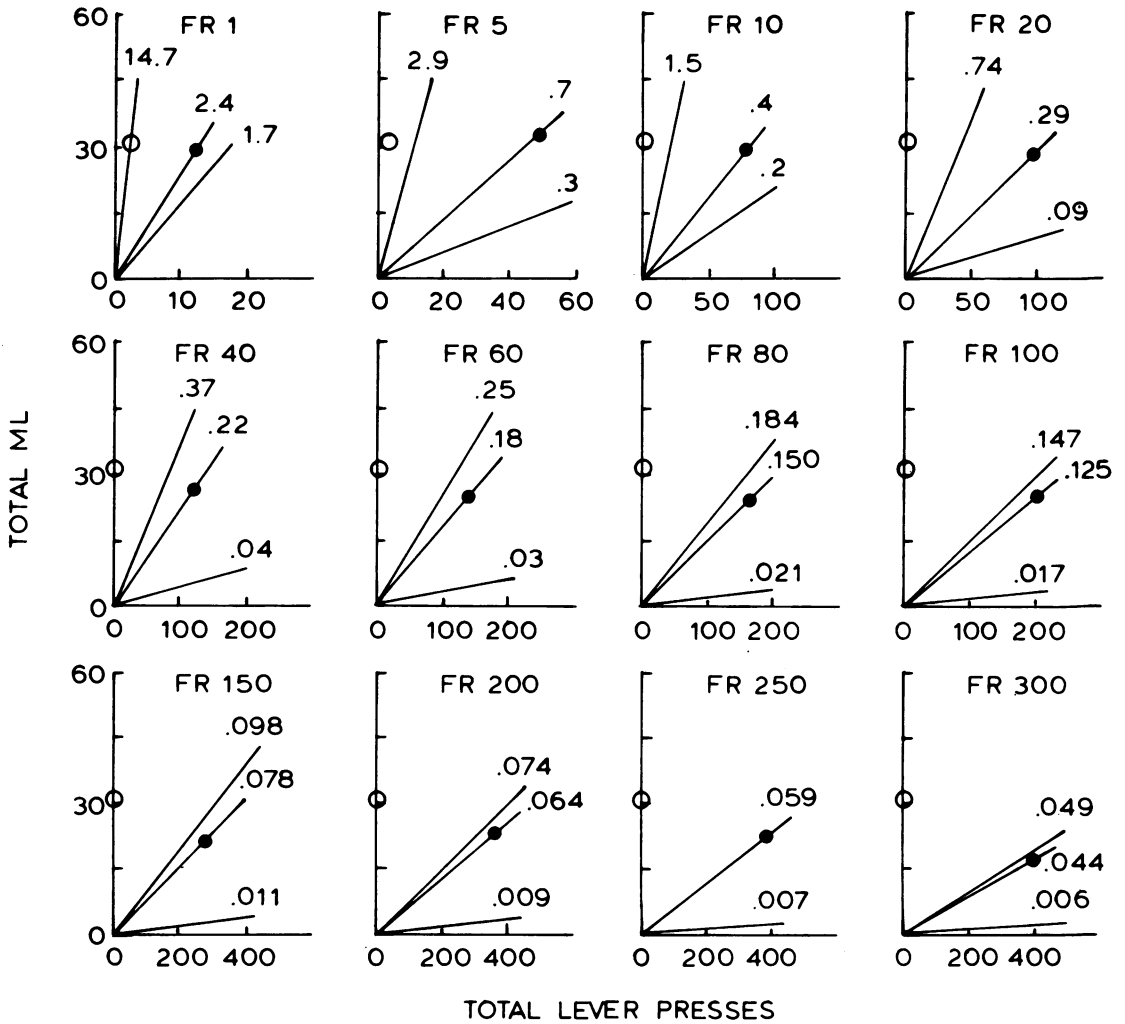 TOTAL ML
FR 1
60
30
0
14.7
2.4
1.7
0 10 20
FR 5
2.9
.7
.3
0 20 40 60
FR 10
1.5
.4
.2
0 50 100
FR 20
.74
.29
.09
0 50 100
FR 40
60
30
0
.37
.22
.04
0 100 200
FR 60
.25
.18
.03
0 100 200
FR 80
.184
.150
.021
0 100 200
FR 100
.147
.125
.017
0 100 200
FR 150
60
30
0
.098
.078
.011
0 200 400
FR 200
.074
.064
.009
0 200 400
FR 250
.059
.007
0 200 400
FR 300
.049
.044
.006
0 200 400
TOTAL LEVER PRESSES